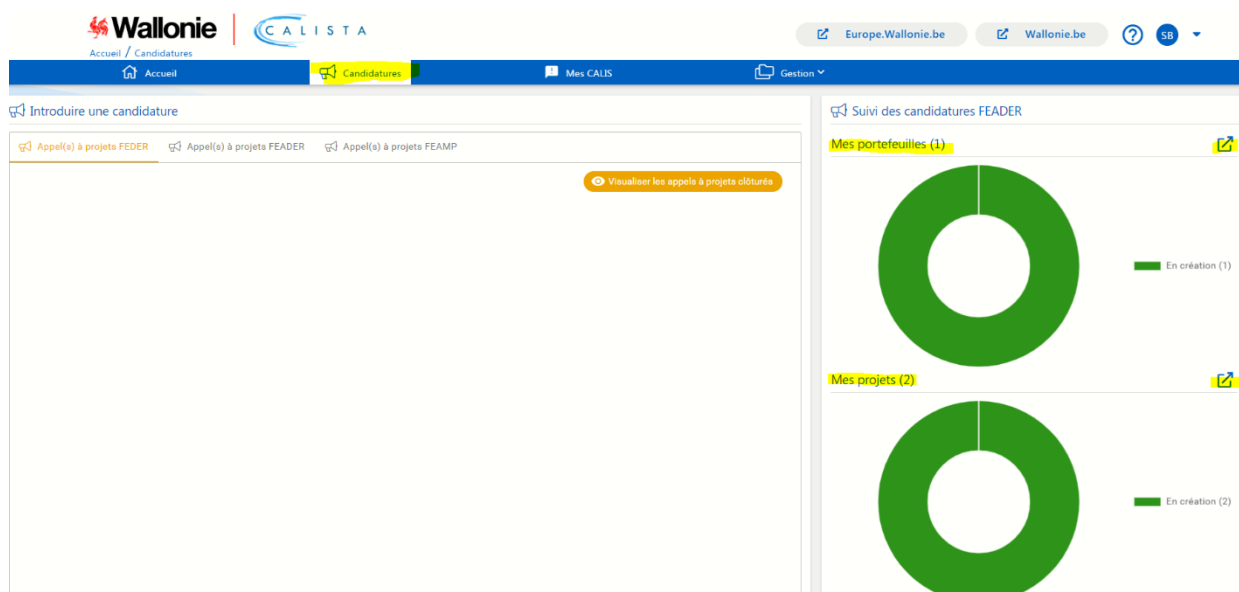 Wallonie
CALISTA
Europe.Wallonie.be
Wallonie.be
?
SB
Accueil / Candidatures
Accueil
Candidatures
Mes CALIS
Gestion
Introduire une candidature
Appel(s) à projets FEDER
Appel(s) à projets FEADER
Appel(s) à projets FEAMP
Visualiser les appels à projets clôturés
Suivi des candidatures FEADER
Mes portefeuilles (1)
En création (1)
Mes projets (2)
En création (2)